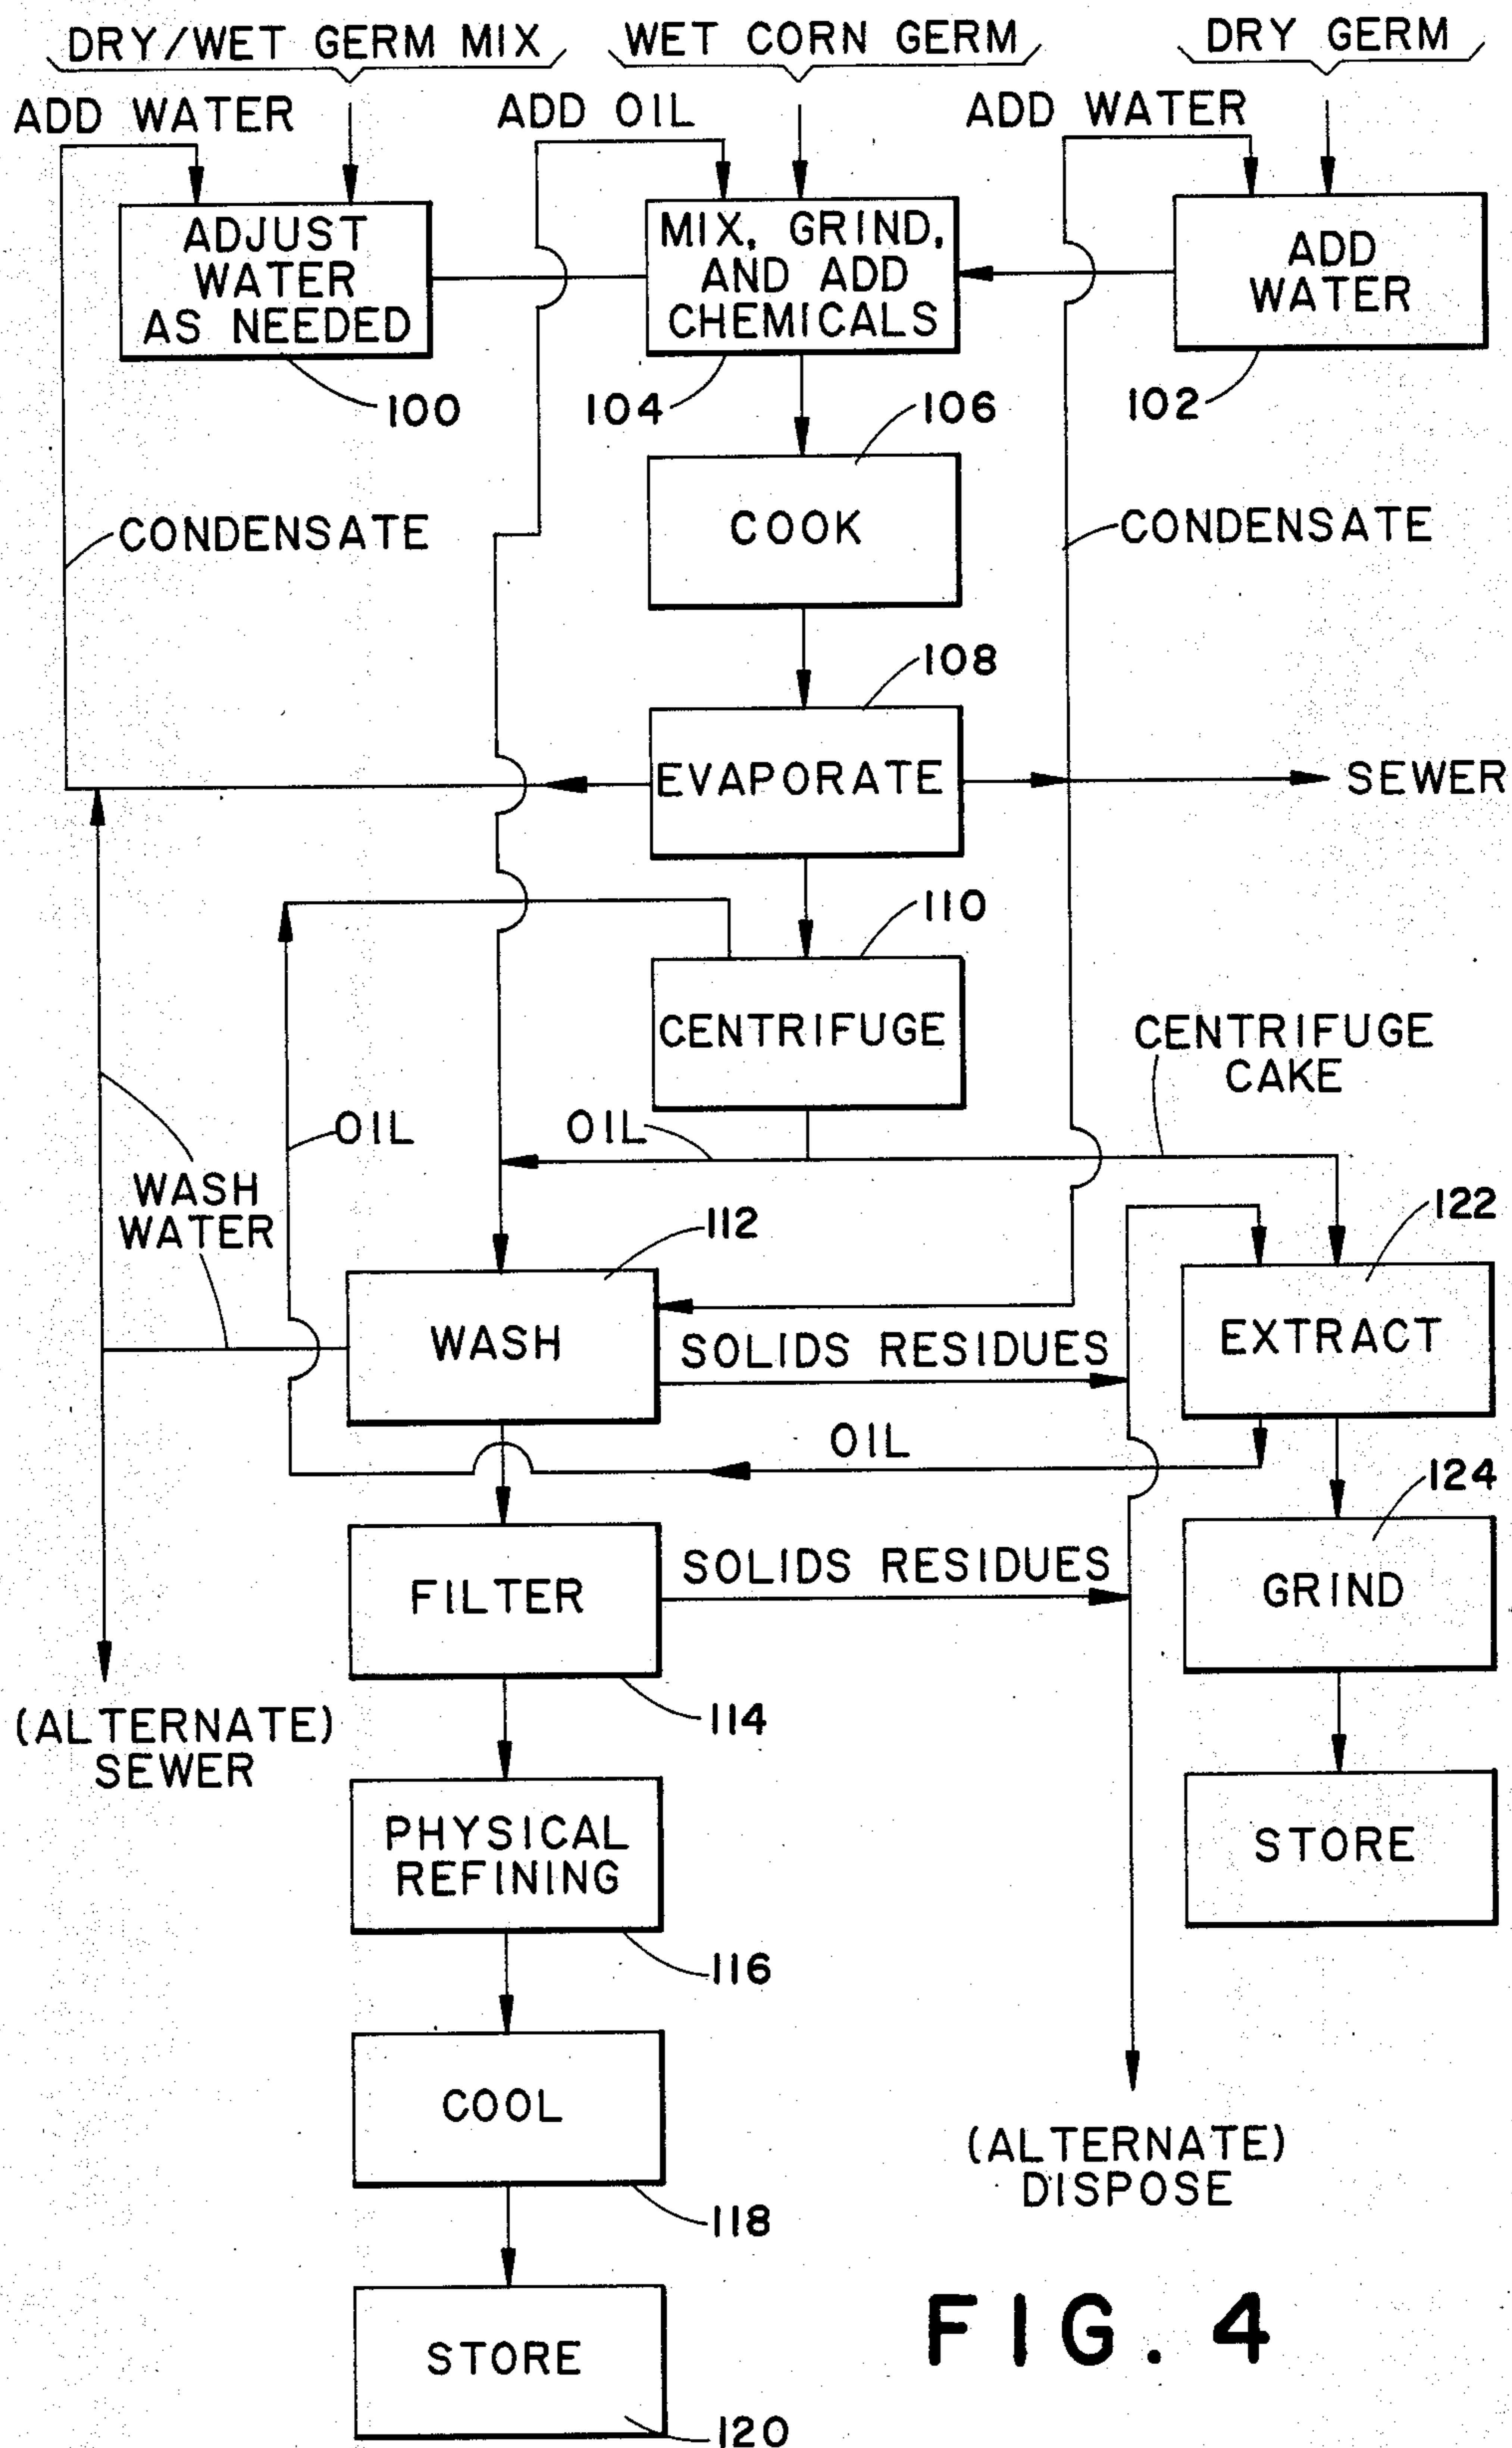 DRY/WET GERM MIX
WET CORN GERM
DRY GERM
ADD WATER
ADD OIL
ADD WATER
ADJUST
WATER
AS NEEDED
MIX, GRIND,
AND ADD
CHEMICALS
ADD
WATER
100
104
106
102
CONDENSATE
COOK
CONDENSATE
108
EVAPORATE
SEWER
110
CENTRIFUGE
CENTRIFUGE
CAKE
OIL
OIL
WASH
WATER
112
122
WASH
SOLIDS RESIDUES
EXTRACT
OIL
124
FILTER
SOLIDS RESIDUES
GRIND
114
(ALTERNATE)
SEWER
PHYSICAL
REFINING
STORE
116
COOL
(ALTERNATE)
DISPOSE
118
STORE
FIG. 4
120